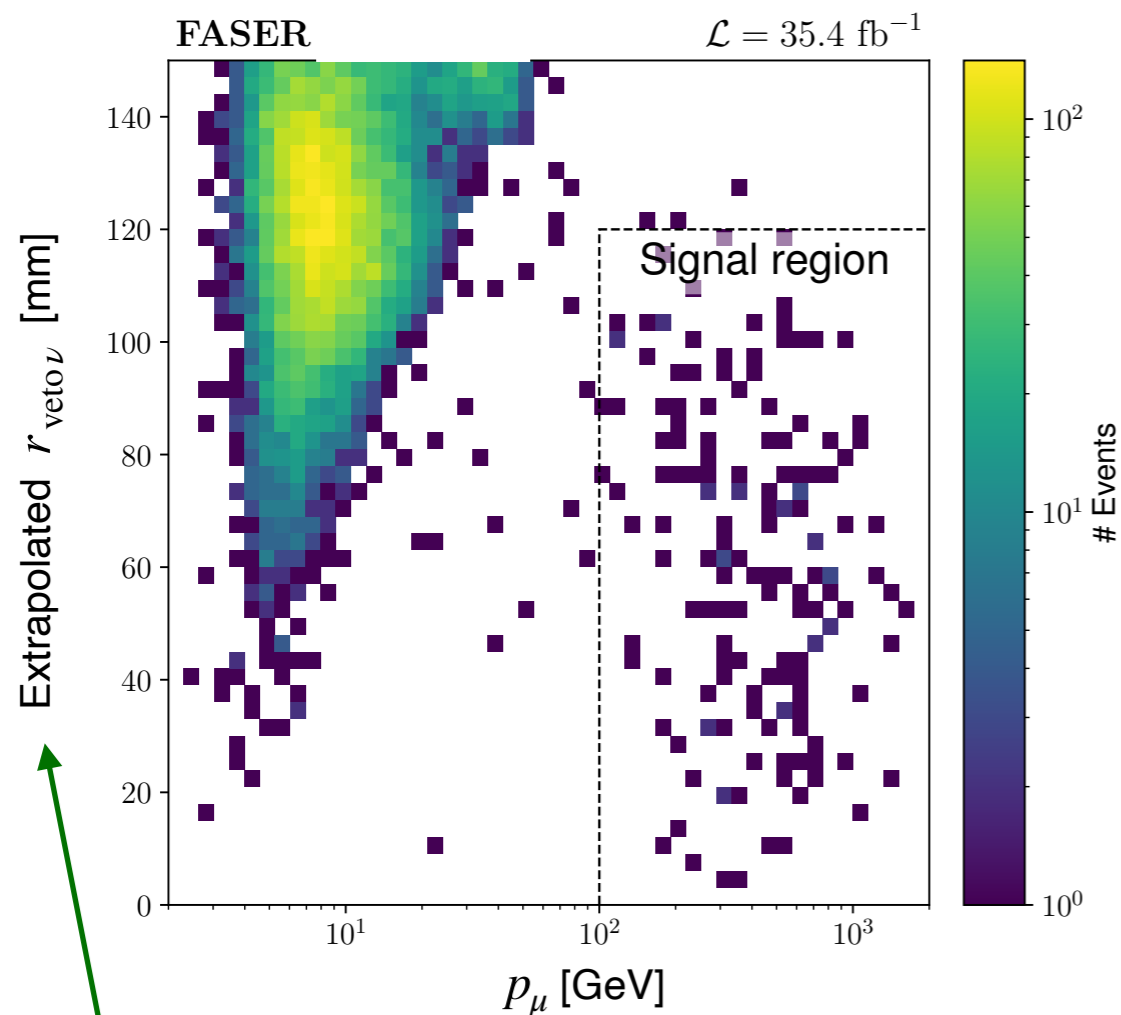 FASER
ℒ = 35.4 fb⁻¹
Extrapolated r_veto ν [mm]
140
120
100
80
60
40
20
0
Signal region
10¹
10²
10³
p_μ [GeV]
10²
10¹
10⁰
# Events